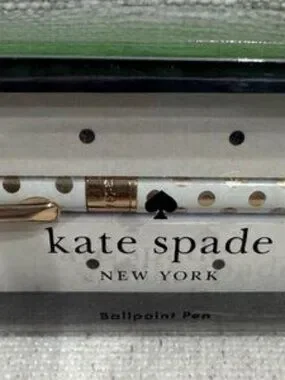 kate spade
NEW YORK
Ballpoint Pen